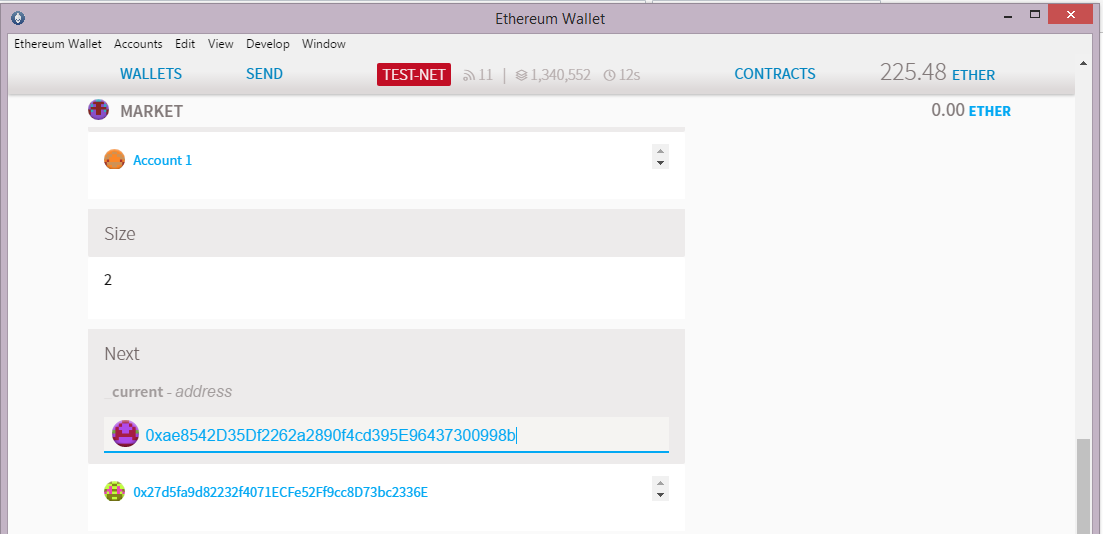 Ethereum Wallet
Ethereum Wallet Accounts Edit View Develop Window
WALLETS SEND TEST-NET 11 | 1,340,552 12s CONTRACTS 225.48 ETHER
MARKET 0.00 ETHER
Account 1
Size
2
Next
_current - address
0xae8542D35Df2262a2890f4cd395E96437300998b
0x27d5fa9d82232f4071ECFe52Ff9cc8D73bc2336E